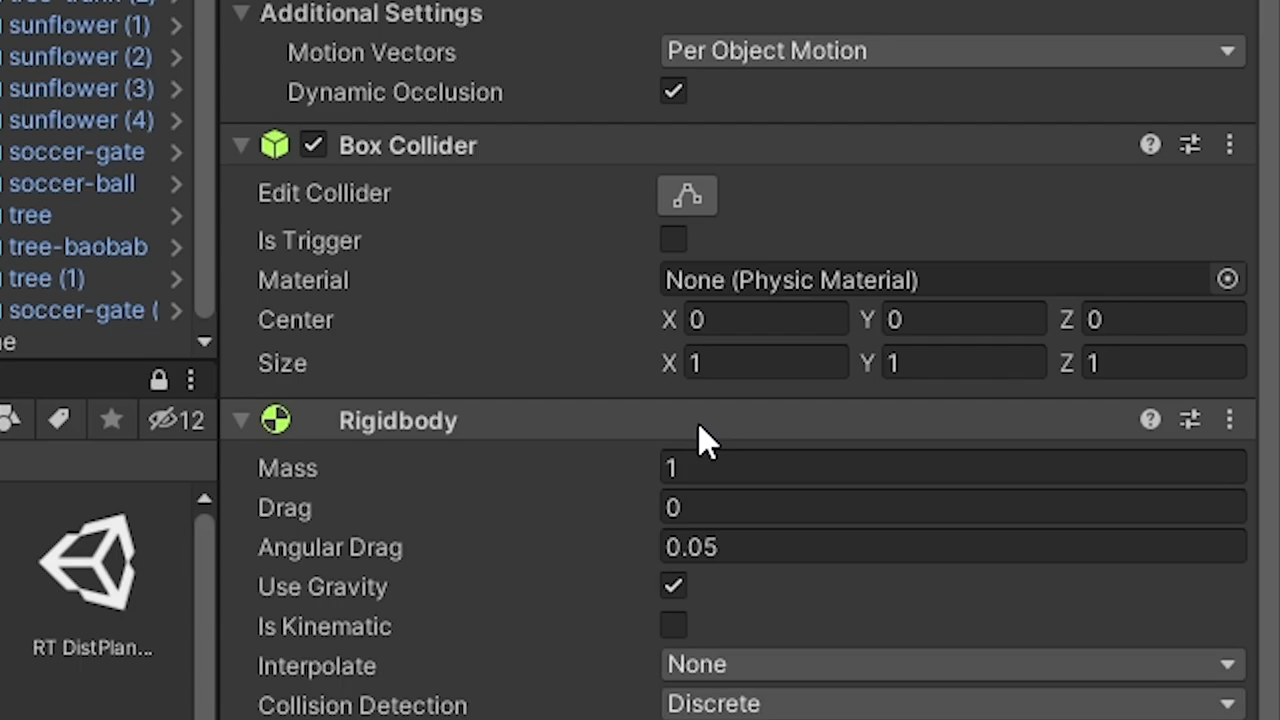 sunflower (1)
sunflower (2)
sunflower (3)
sunflower (4)
soccer-gate
soccer-ball
tree
tree-baobab
tree (1)
soccer-gate (
12
RT DistPlan...
Additional Settings
Motion Vectors Per Object Motion
Dynamic Occlusion
Box Collider
Edit Collider
Is Trigger
Material None (Physic Material)
Center X 0 Y 0 Z 0
Size X 1 Y 1 Z 1
Rigidbody
Mass 1
Drag 0
Angular Drag 0.05
Use Gravity
Is Kinematic
Interpolate None
Collision Detection Discrete